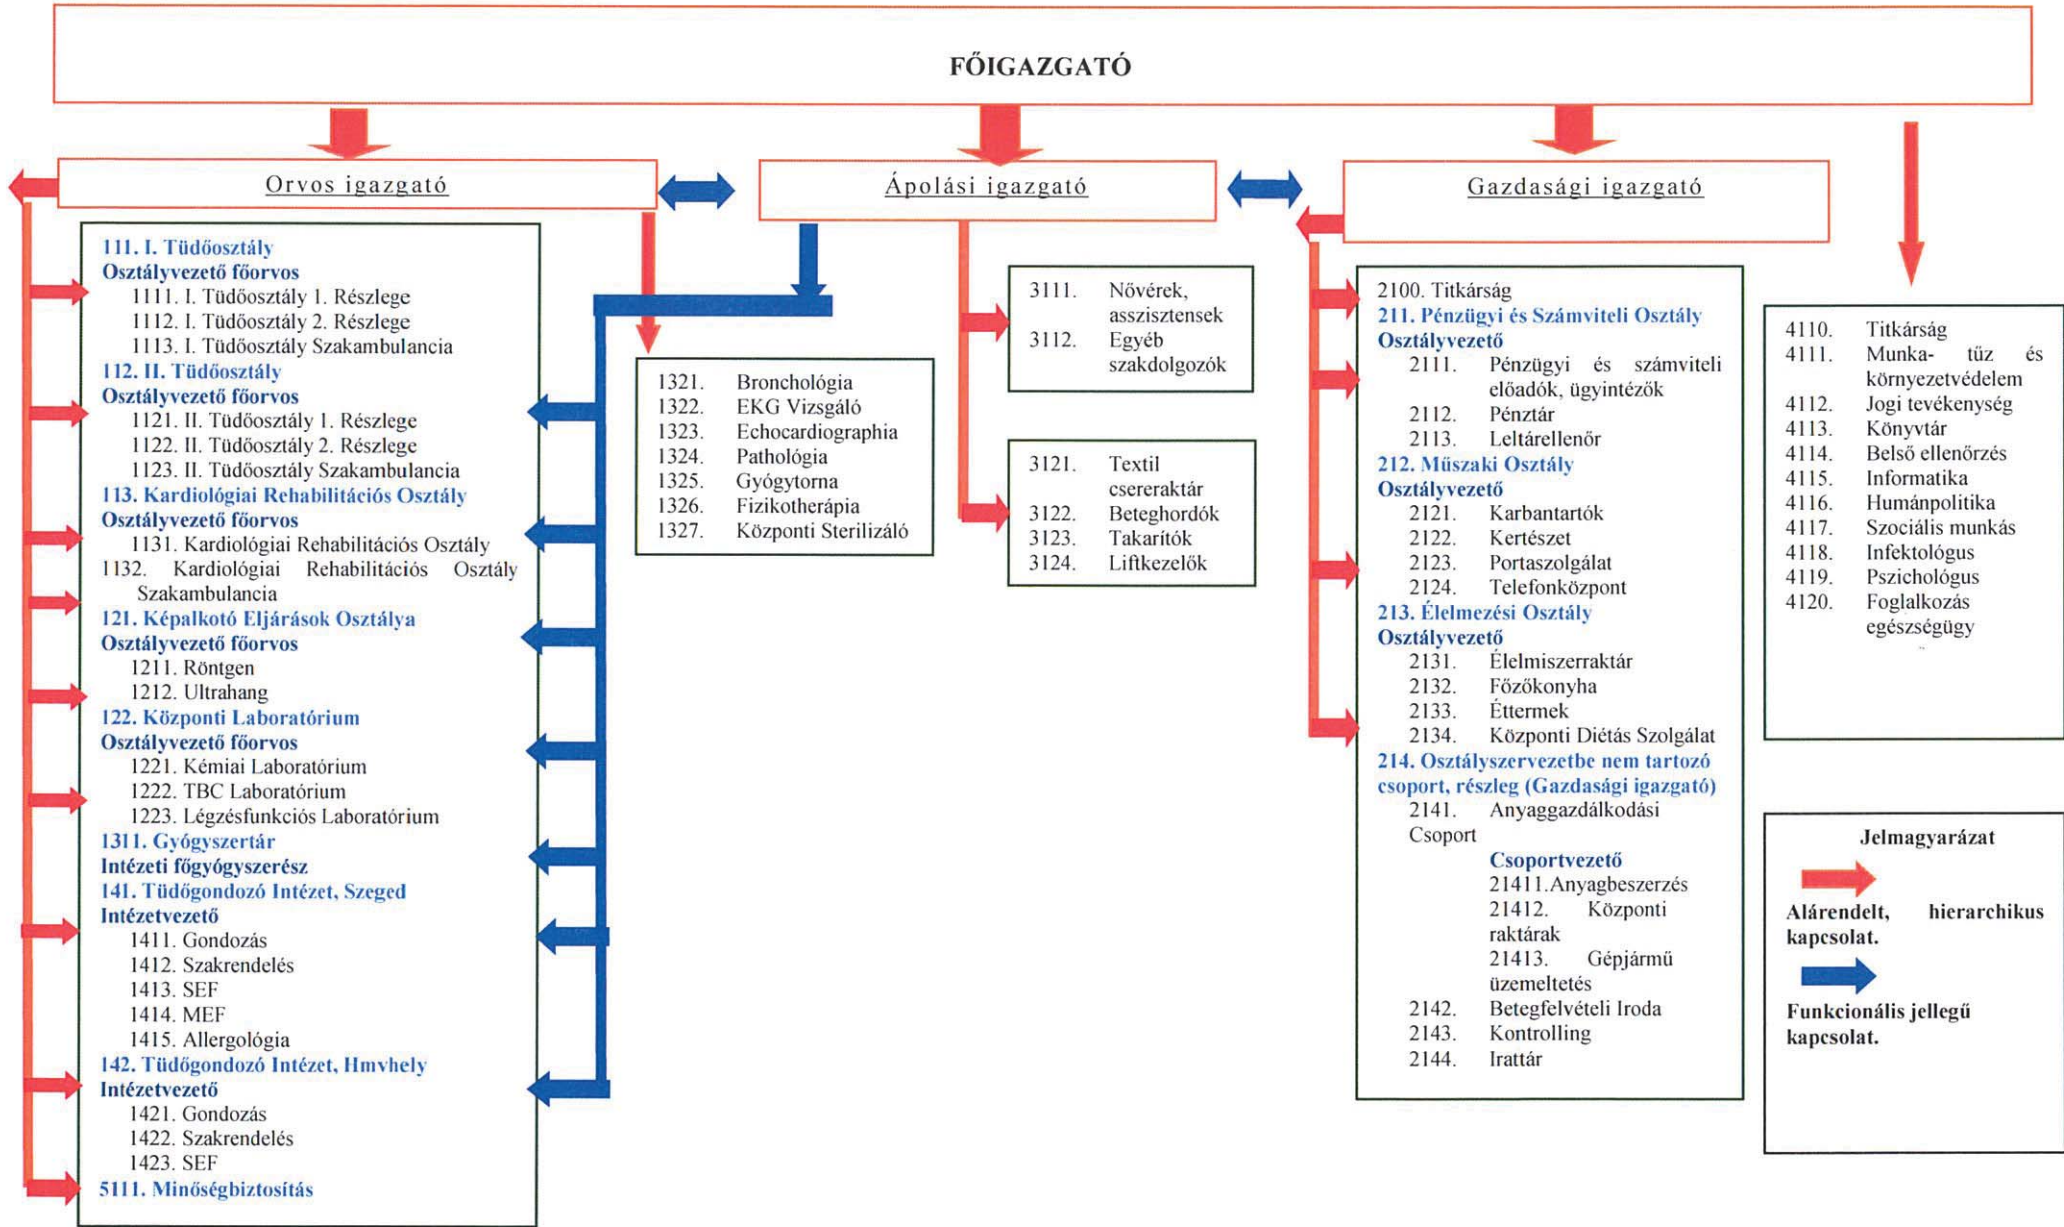 FŐIGAZGATÓ
Orvos igazgató
Ápolási igazgató
Gazdasági igazgató
111. I. Tüdőosztály
Osztályvezető főorvos
1111. I. Tüdőosztály 1. Részlege
1112. I. Tüdőosztály 2. Részlege
1113. I. Tüdőosztály Szakambulancia
112. II. Tüdőosztály
Osztályvezető főorvos
1121. II. Tüdőosztály 1. Részlege
1122. II. Tüdőosztály 2. Részlege
1123. II. Tüdőosztály Szakambulancia
113. Kardiológiai Rehabilitációs Osztály
Osztályvezető főorvos
1131. Kardiológiai Rehabilitációs Osztály
1132. Kardiológiai Rehabilitációs Osztály
Szakambulancia
121. Képalkotó Eljárások Osztálya
Osztályvezető főorvos
1211. Röntgen
1212. Ultrahang
122. Központi Laboratórium
Osztályvezető főorvos
1221. Kémiai Laboratórium
1222. TBC Laboratórium
1223. Légzésfunkciós Laboratórium
1311. Gyógyszertár
Intézeti főgyógyszerész
141. Tüdőgondozó Intézet, Szeged
Intézetvezető
1411. Gondozás
1412. Szakrendelés
1413. SEF
1414. MEF
1415. Allergológia
142. Tüdőgondozó Intézet, Hmvhely
Intézetvezető
1421. Gondozás
1422. Szakrendelés
1423. SEF
5111. Minőségbiztosítás
1321. Bronchológia
1322. EKG Vizsgáló
1323. Echocardiographia
1324. Pathológia
1325. Gyógytorna
1326. Fizikotherápia
1327. Központi Sterilizáló
3111. Nővérek,
asszisztensek
3112. Egyéb
szakdolgozók
3121. Textil
csereraktár
3122. Beteghordók
3123. Takarítók
3124. Liftkezelők
2100. Titkárság
211. Pénzügyi és Számviteli Osztály
Osztályvezető
2111. Pénzügyi és számviteli
előadók, ügyintézők
2112. Pénztár
2113. Leltárellenőr
212. Műszaki Osztály
Osztályvezető
2121. Karbantartók
2122. Kertészet
2123. Portaszolgálat
2124. Telefonközpont
213. Élelmezési Osztály
Osztályvezető
2131. Élelmiszerraktár
2132. Főzőkonyha
2133. Éttermek
2134. Központi Diétás Szolgálat
214. Osztályszervezetbe nem tartozó
csoport, részleg (Gazdasági igazgató)
2141. Anyaggazdálkodási
Csoport
Csoportvezető
21411.Anyagbeszerzés
21412. Központi
raktárak
21413. Gépjármű
üzemeltetés
2142. Betegfelvételi Iroda
2143. Kontrolling
2144. Irattár
4110. Titkárság
4111. Munka- tűz és
környezetvédelem
4112. Jogi tevékenység
4113. Könyvtár
4114. Belső ellenőrzés
4115. Informatika
4116. Humánpolitika
4117. Szociális munkás
4118. Infektológus
4119. Pszichológus
4120. Foglalkozás
egészségügy
Jelmagyarázat
Alárendelt, hierarchikus
kapcsolat.
Funkcionális jellegű
kapcsolat.